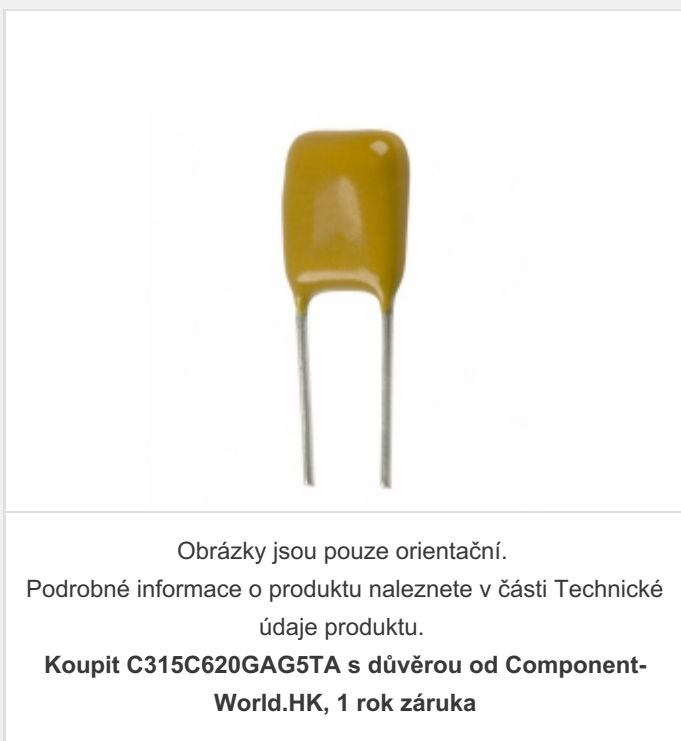 Obrázky jsou pouze orientační.
Podrobné informace o produktu naleznete v části Technické
údaje produktu.
Koupit C315C620GAG5TA s důvěrou od Component-
World.HK, 1 rok záruka